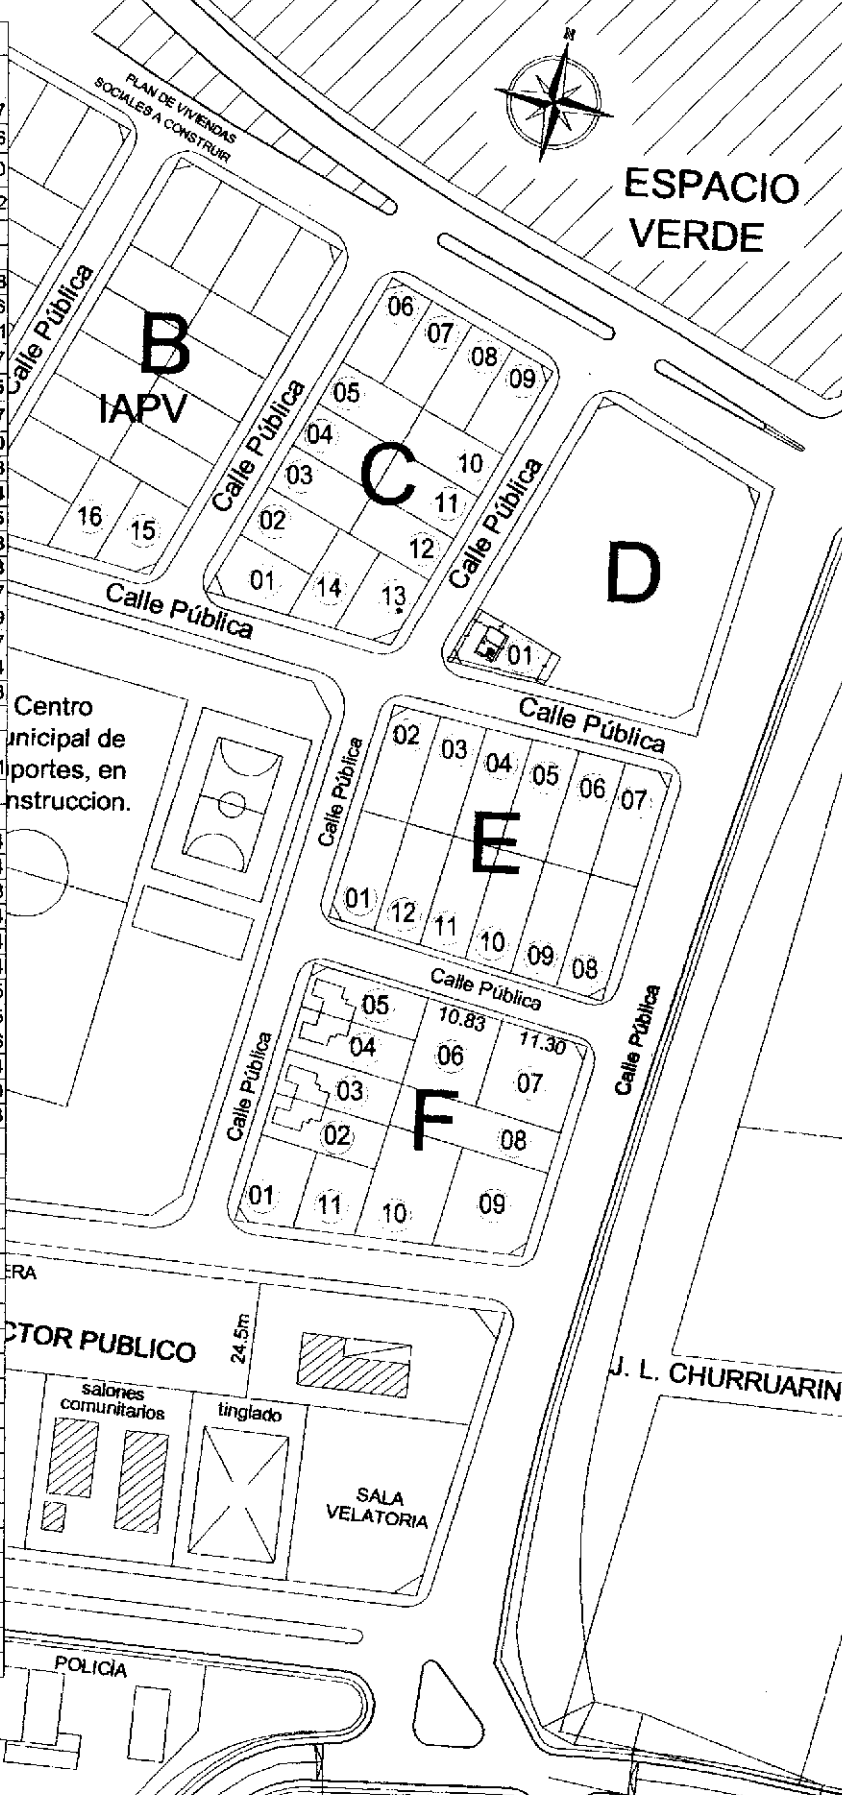 N
PLAN DE VIVIENDAS
SOCIALES A CONSTRUIR
ESPACIO
VERDE
Calle Pública
B
IAPV
16
15
Calle Pública
06
07
08
09
05
04
03
02
01
C
10
11
12
13
14
Calle Pública
D
01
Calle Pública
Calle Pública
Centro
unicipal de
portes, en
nstruccion.
Calle Pública
02
03
04
05
06
07
E
01
12
11
10
09
08
Calle Pública
Calle Pública
Calle Pública
05
10.83
11.30
04
06
07
03
F
02
08
01
11
10
09
ERA
CTOR PUBLICO
24.5m
J. L. CHURRUARIN
salones
comunitarios
tinglado
SALA
VELATORIA
POLICÍA